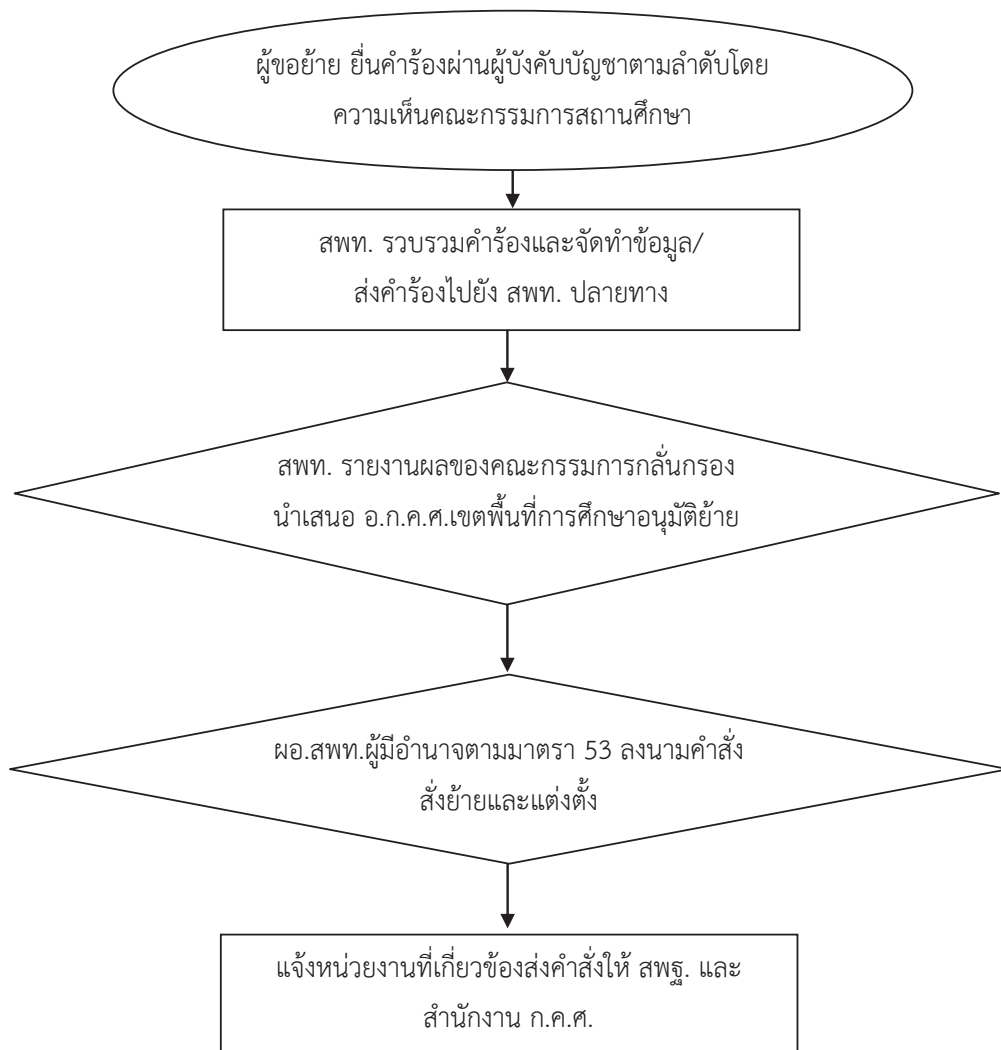 ผู้ขอย้าย ยื่นคำร้องผ่านผู้บังคับบัญชาตามลำดับโดย
ความเห็นคณะกรรมการสถานศึกษา
สพท. รวบรวมคำร้องและจัดทำข้อมูล/
ส่งคำร้องไปยัง สพท. ปลายทาง
สพท. รายงานผลของคณะกรรมการกลั่นกรอง
นำเสนอ อ.ก.ค.ศ.เขตพื้นที่การศึกษาอนุมัติย้าย
ผอ.สพท.ผู้มีอำนาจตามมาตรา 53 ลงนามคำสั่ง
สั่งย้ายและแต่งตั้ง
แจ้งหน่วยงานที่เกี่ยวข้องส่งคำสั่งให้ สพฐ. และ
สำนักงาน ก.ค.ศ.